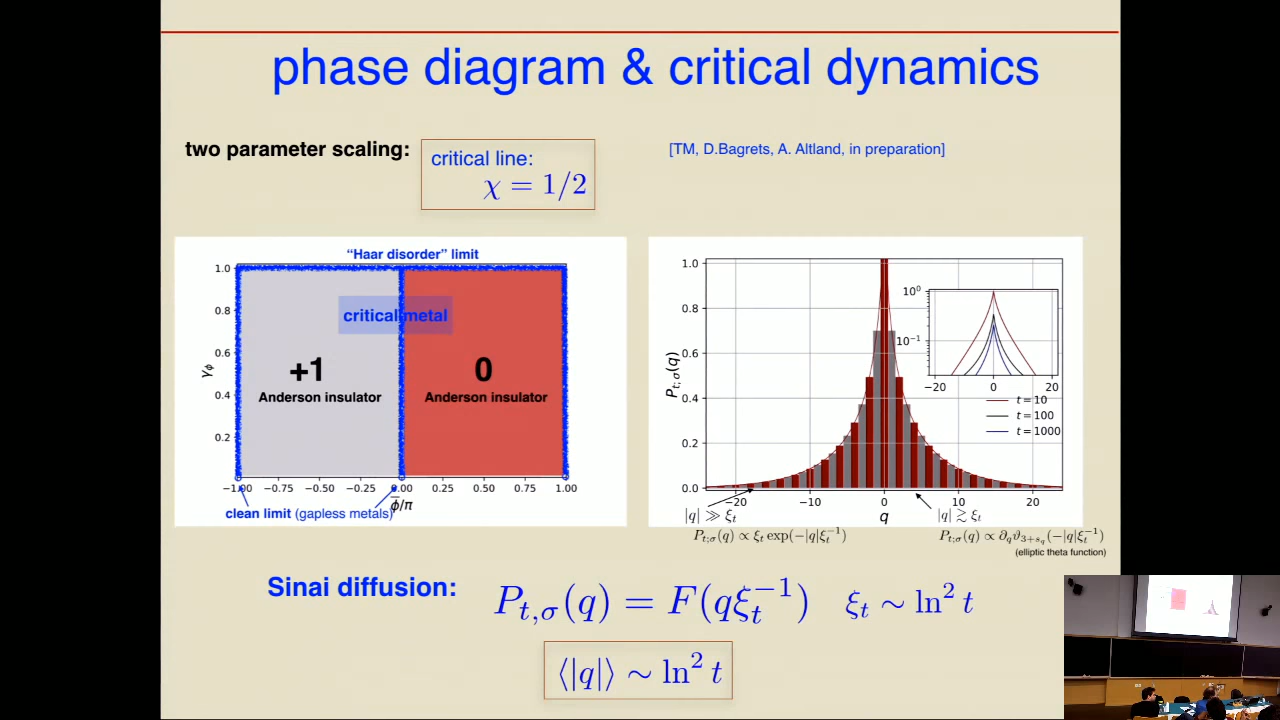 phase diagram & critical dynamics
two parameter scaling:
critical line:
χ = 1/2
[TM, D.Bagrets, A. Altland, in preparation]
“Haar disorder” limit
1.0
0.8
0.6
0.4
0.2
γϕ
critical metal
+1
Anderson insulator
0
Anderson insulator
−1.00 −0.75 −0.50 −0.25 0.00 0.25 0.50 0.75 1.00
ϕ̅/π
clean limit (gapless metals)
1.0
0.8
0.6
0.4
0.2
0.0
P_{t;σ}(q)
10⁰
10⁻¹
−20 0 20
t = 10
t = 100
t = 1000
−20 −10 0 10 20
q
|q| ≫ ξ_t
|q| ≳ ξ_t
P_{t;σ}(q) ∝ ξ_t exp(−|q|ξ_t^{−1})
P_{t;σ}(q) ∝ ∂_qϑ_{3+s_q}(−|q|ξ_t^{−1})
(elliptic theta function)
Sinai diffusion:
P_{t,σ}(q) = F(qξ_t^{−1}) ξ_t ∼ ln² t
⟨|q|⟩ ∼ ln² t